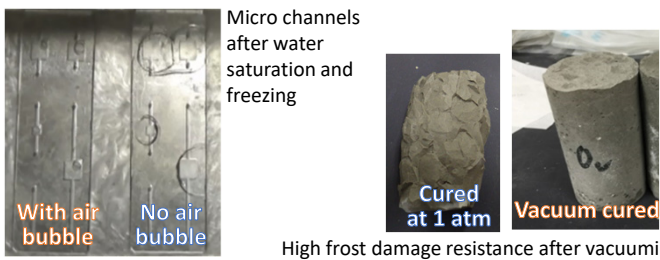 Micro channels
after water
saturation and
freezing
With air
bubble
No air
bubble
Cured
at 1 atm
Vacuum cured
High frost damage resistance after vacuumi